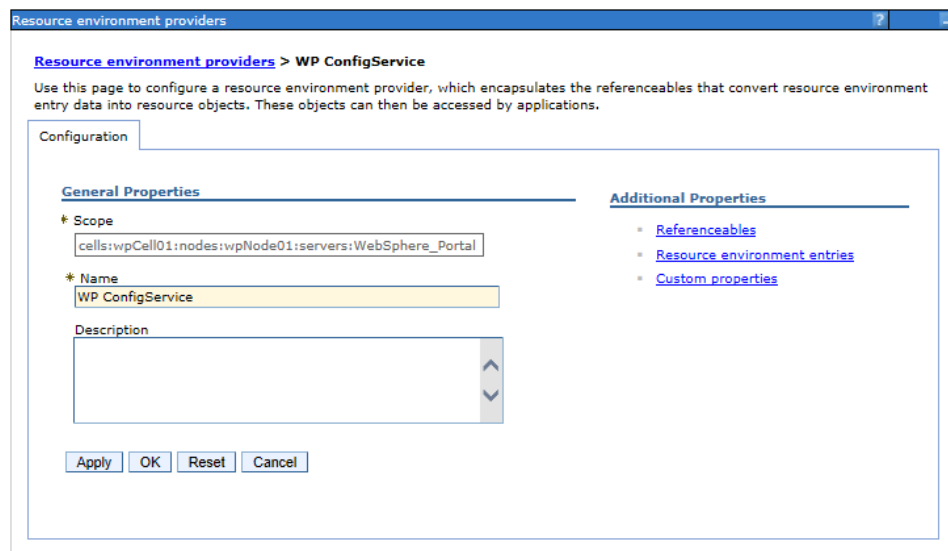 Resource environment providers ?
Resource environment providers > WP ConfigService
Use this page to configure a resource environment provider, which encapsulates the referenceables that convert resource environment
entry data into resource objects. These objects can then be accessed by applications.
Configuration
General Properties
* Scope
cells:wpCell01:nodes:wpNode01:servers:WebSphere_Portal
* Name
WP ConfigService
Description
Apply OK Reset Cancel
Additional Properties
Referenceables
Resource environment entries
Custom properties